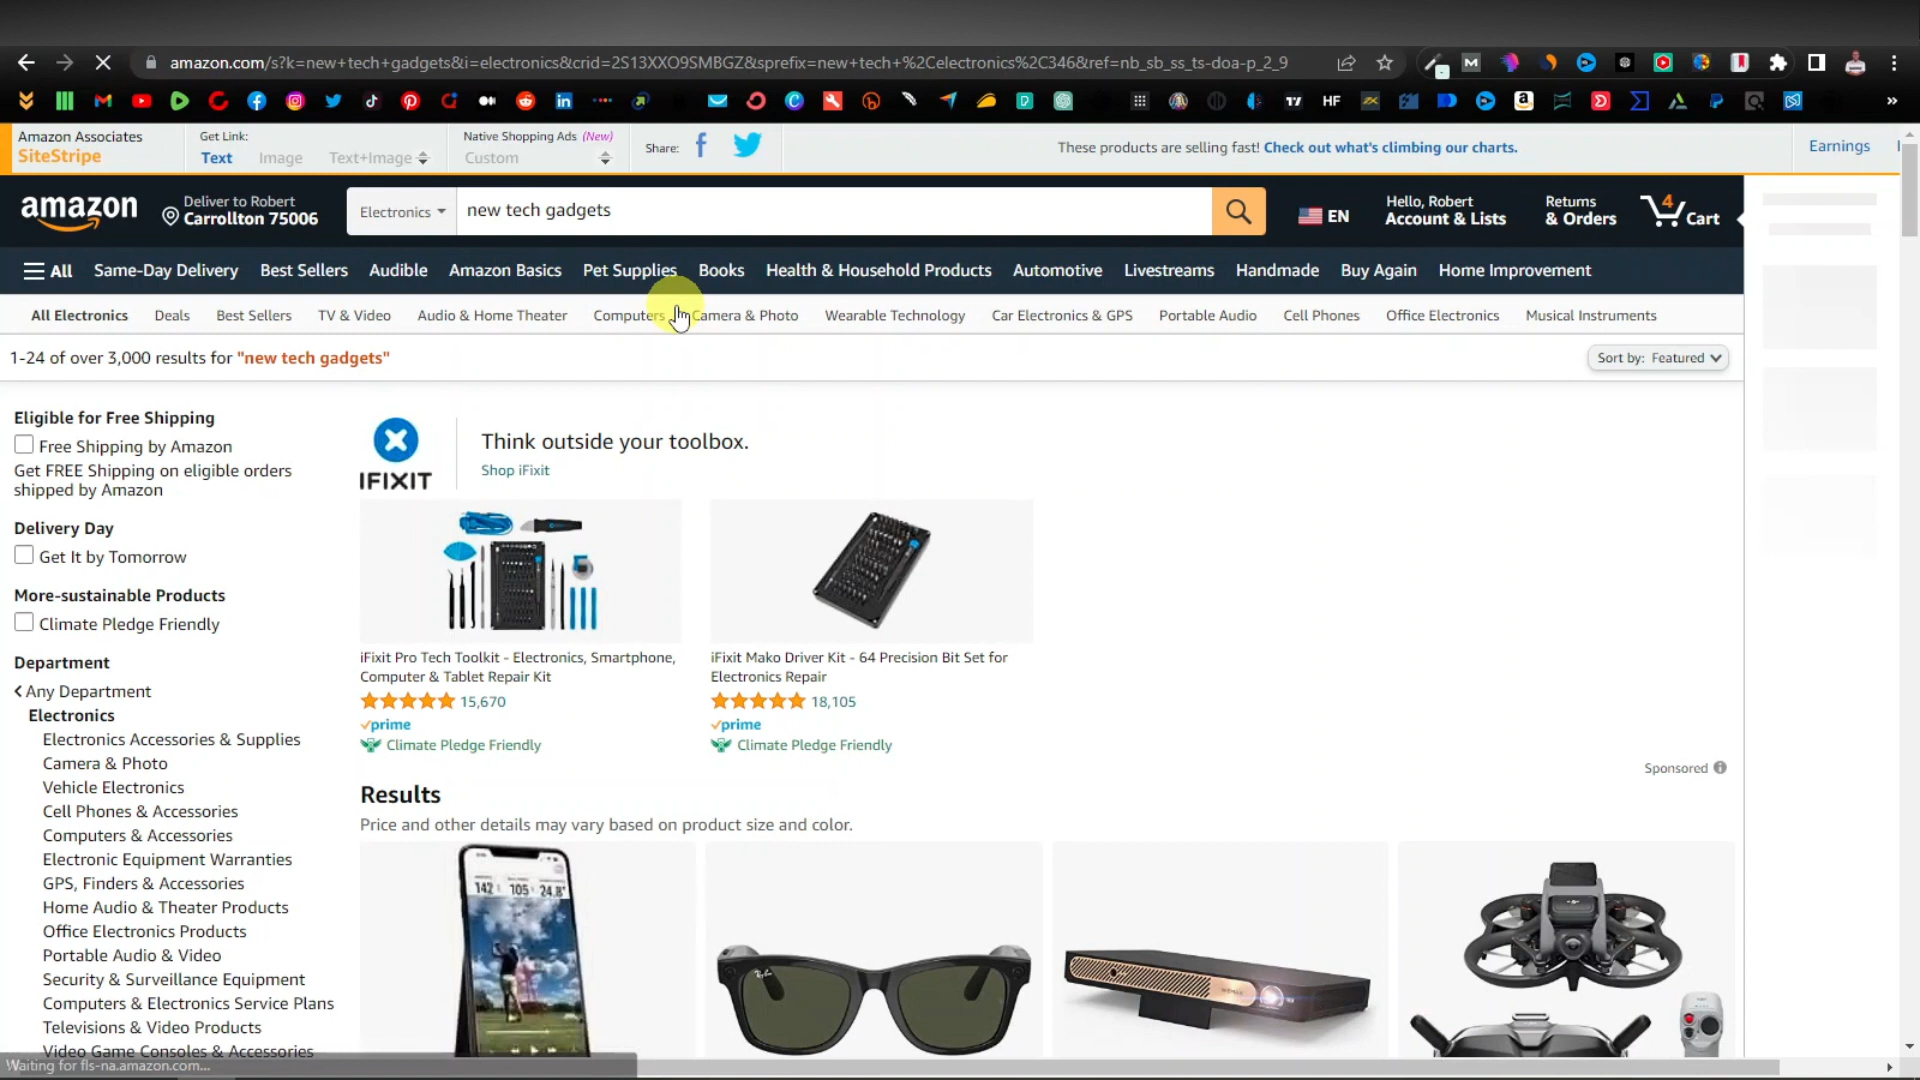 amazon.com/s?k=new+tech+gadgets&i=electronics&crid=2S13XXO9SMBGZ&sprefix=new+tech+%2Celectronics%2C346&ref=nb_sb_ss_ts-doa-p_2_9
HF
Amazon Associates
SiteStripe
Get Link:
Text Image Text+Image
Native Shopping Ads (New)
Custom
Share:
These products are selling fast! Check out what's climbing our charts.
Earnings
amazon
Deliver to Robert
Carrollton 75006
Electronics
new tech gadgets
EN
Hello, Robert
Account & Lists
Returns
& Orders
4
Cart
All Same-Day Delivery Best Sellers Audible Amazon Basics Pet Supplies Books Health & Household Products Automotive Livestreams Handmade Buy Again Home Improvement
All Electronics Deals Best Sellers TV & Video Audio & Home Theater Computers Camera & Photo Wearable Technology Car Electronics & GPS Portable Audio Cell Phones Office Electronics Musical Instruments
1-24 of over 3,000 results for "new tech gadgets"
Sort by: Featured
Eligible for Free Shipping
Free Shipping by Amazon
Get FREE Shipping on eligible orders
shipped by Amazon
Delivery Day
Get It by Tomorrow
More-sustainable Products
Climate Pledge Friendly
Department
Any Department
Electronics
Electronics Accessories & Supplies
Camera & Photo
Vehicle Electronics
Cell Phones & Accessories
Computers & Accessories
Electronic Equipment Warranties
GPS, Finders & Accessories
Home Audio & Theater Products
Office Electronics Products
Portable Audio & Video
Security & Surveillance Equipment
Computers & Electronics Service Plans
Televisions & Video Products
Video Game Consoles & Accessories
Waiting for fls-na.amazon.com...
IFIXIT
Think outside your toolbox.
Shop iFixit
iFixit Pro Tech Toolkit - Electronics, Smartphone,
Computer & Tablet Repair Kit
15,670
prime
Climate Pledge Friendly
iFixit Mako Driver Kit - 64 Precision Bit Set for
Electronics Repair
18,105
prime
Climate Pledge Friendly
Sponsored
Results
Price and other details may vary based on product size and color.
142 105 24.8°
Ray-Ban